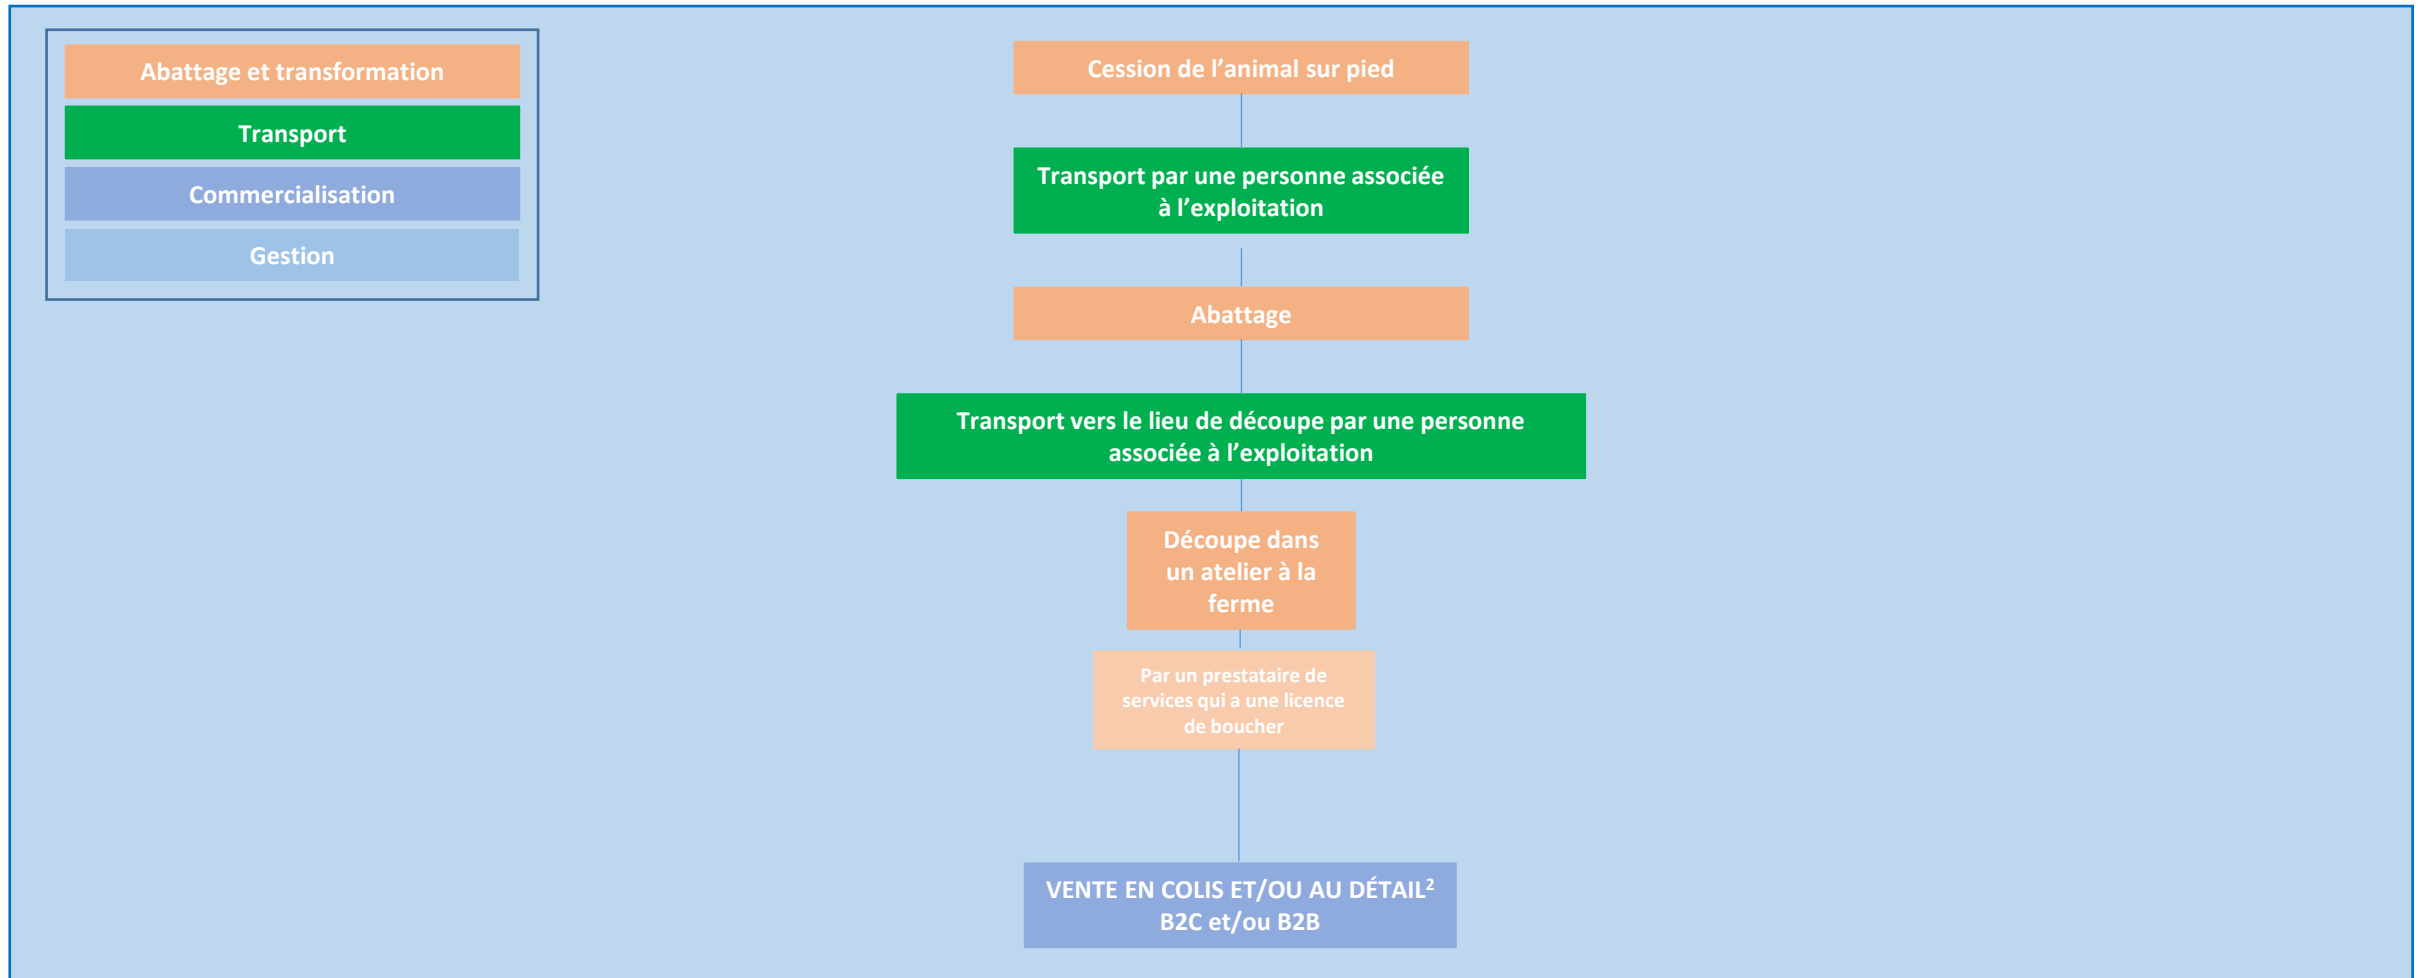 Abattage et transformation
Transport
Commercialisation
Gestion
Cession de l’animal sur pied
Transport par une personne associée
à l’exploitation
Abattage
Transport vers le lieu de découpe par une personne
associée à l’exploitation
Découpe dans
un atelier à la
ferme
Par un prestataire de
services qui a une licence
de boucher
VENTE EN COLIS ET/OU AU DÉTAIL²
B2C et/ou B2B